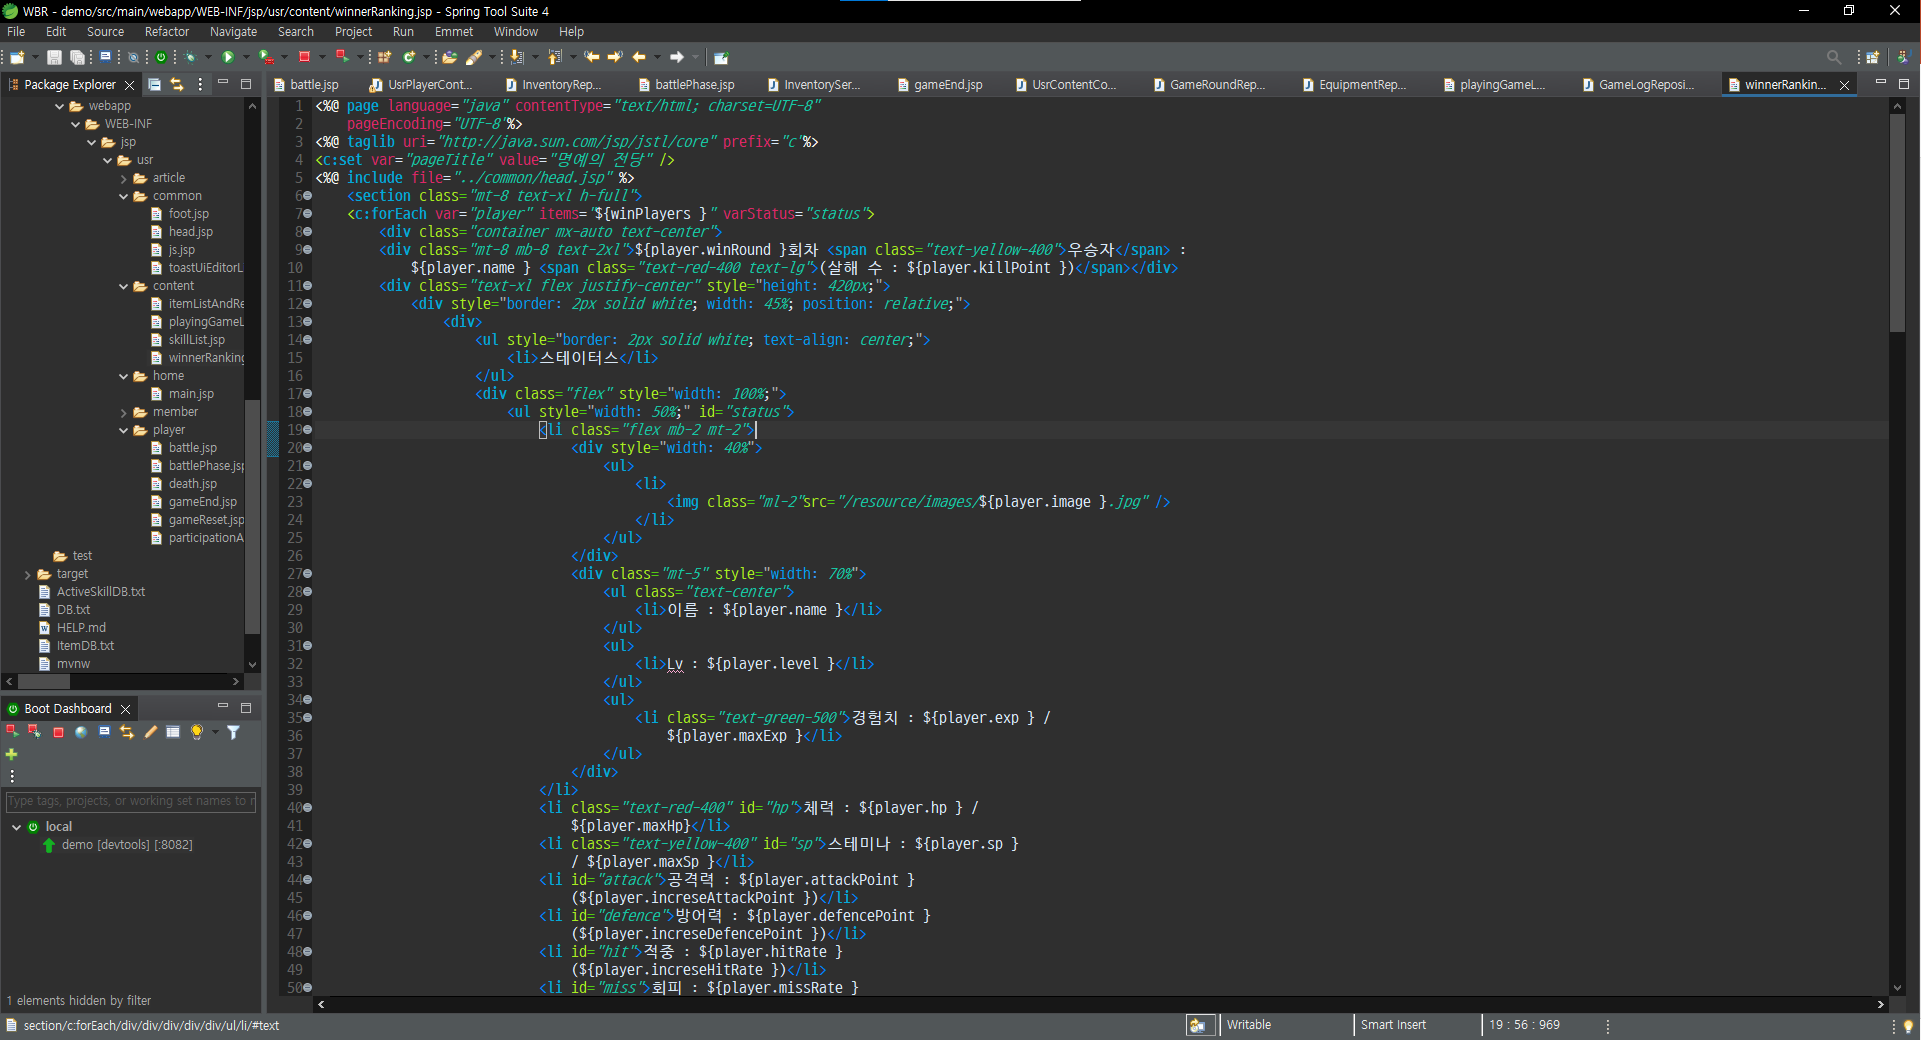 WBR - demo/src/main/webapp/WEB-INF/jsp/usr/content/winnerRanking.jsp - Spring Tool Suite 4
File Edit Source Refactor Navigate Search Project Run Emmet Window Help
Package Explorer
webapp
WEB-INF
jsp
usr
article
common
foot.jsp
head.jsp
js.jsp
toastUiEditorL
content
itemListAndRe
playingGameL
skillList.jsp
winnerRanking
home
main.jsp
member
player
battle.jsp
battlePhase.jsp
death.jsp
gameEnd.jsp
gameReset.jsp
participationA
test
target
ActiveSkillDB.txt
DB.txt
HELP.md
ItemDB.txt
mvnw
Boot Dashboard
Type tags, projects, or working set names to r
local
demo [devtools] [:8082]
1 elements hidden by filter
battle.jsp UsrPlayerCont... InventoryRep... battlePhase.jsp InventorySer... gameEnd.jsp UsrContentCo... GameRoundRep... EquipmentRep... playingGameL... GameLogReposi... winnerRankin...
1 <%@ page language="java" contentType="text/html; charset=UTF-8"
2 pageEncoding="UTF-8"%>
3 <%@ taglib uri="http://java.sun.com/jsp/jstl/core" prefix="c"%>
4 <c:set var="pageTitle" value="명예의 전당" />
5 <%@ include file="../common/head.jsp" %>
6 <section class="mt-8 text-xl h-full">
7 <c:forEach var="player" items="${winPlayers }" varStatus="status">
8 <div class="container mx-auto text-center">
9 <div class="mt-8 mb-8 text-2xl">${player.winRound }회차 <span class="text-yellow-400">우승자</span> :
10 ${player.name } <span class="text-red-400 text-lg">(살해 수 : ${player.killPoint })</span></div>
11 <div class="text-xl flex justify-center" style="height: 420px;">
12 <div style="border: 2px solid white; width: 45%; position: relative;">
13 <div>
14 <ul style="border: 2px solid white; text-align: center;">
15 <li>스테이터스</li>
16 </ul>
17 <div class="flex" style="width: 100%;">
18 <ul style="width: 50%;" id="status">
19 <li class="flex mb-2 mt-2">
20 <div style="width: 40%">
21 <ul>
22 <li>
23 <img class="ml-2"src="/resource/images/${player.image }.jpg" />
24 </li>
25 </ul>
26 </div>
27 <div class="mt-5" style="width: 70%">
28 <ul class="text-center">
29 <li>이름 : ${player.name }</li>
30 </ul>
31 <ul>
32 <li>Lv : ${player.level }</li>
33 </ul>
34 <ul>
35 <li class="text-green-500">경험치 : ${player.exp } /
36 ${player.maxExp }</li>
37 </ul>
38 </div>
39 </li>
40 <li class="text-red-400" id="hp">체력 : ${player.hp } /
41 ${player.maxHp}</li>
42 <li class="text-yellow-400" id="sp">스테미나 : ${player.sp }
43 / ${player.maxSp }</li>
44 <li id="attack">공격력 : ${player.attackPoint }
45 (${player.increseAttackPoint })</li>
46 <li id="defence">방어력 : ${player.defencePoint }
47 (${player.increseDefencePoint })</li>
48 <li id="hit">적중 : ${player.hitRate }
49 (${player.increseHitRate })</li>
50 <li id="miss">회피 : ${player.missRate }
section/c:forEach/div/div/div/div/div/ul/li/#text Writable Smart Insert 19 : 56 : 969